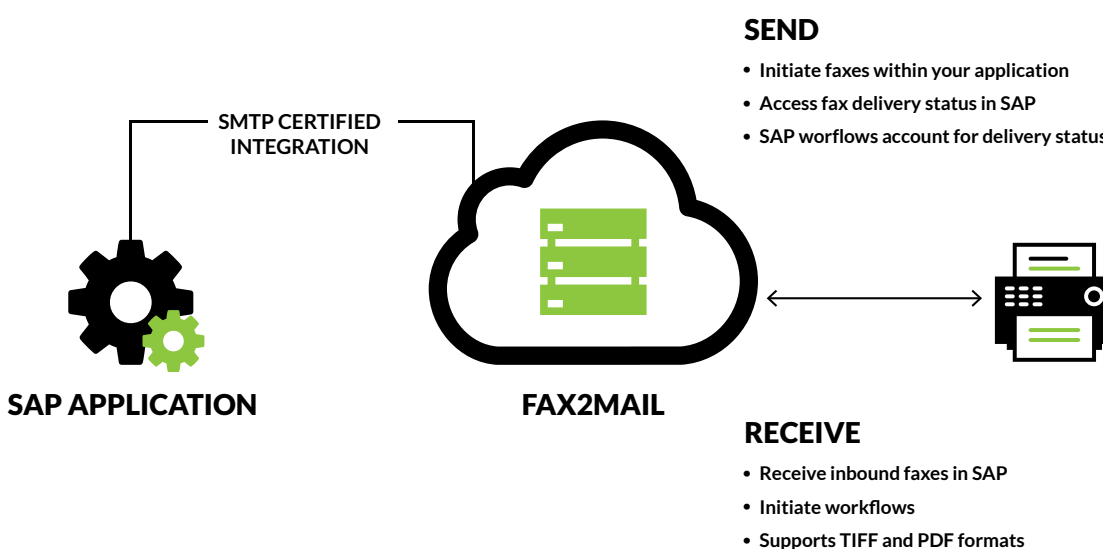 SEND
• Initiate faxes within your application
• Access fax delivery status in SAP
• SAP worflows account for delivery status
SMTP CERTIFIED
INTEGRATION
SAP APPLICATION
FAX2MAIL
RECEIVE
• Receive inbound faxes in SAP
• Initiate workflows
• Supports TIFF and PDF formats